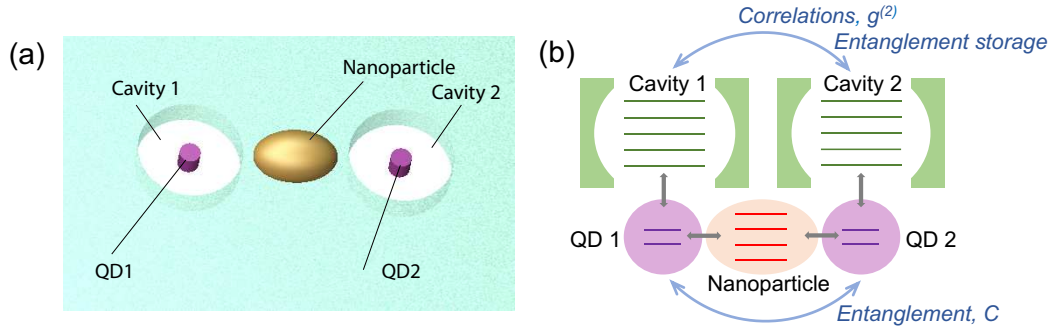 (a)
Nanoparticle
Cavity 1
Cavity 2
QD1
QD2
(b)
Correlations, g⁽²⁾
Entanglement storage
Cavity 1
Cavity 2
QD 1
QD 2
Nanoparticle
Entanglement, C